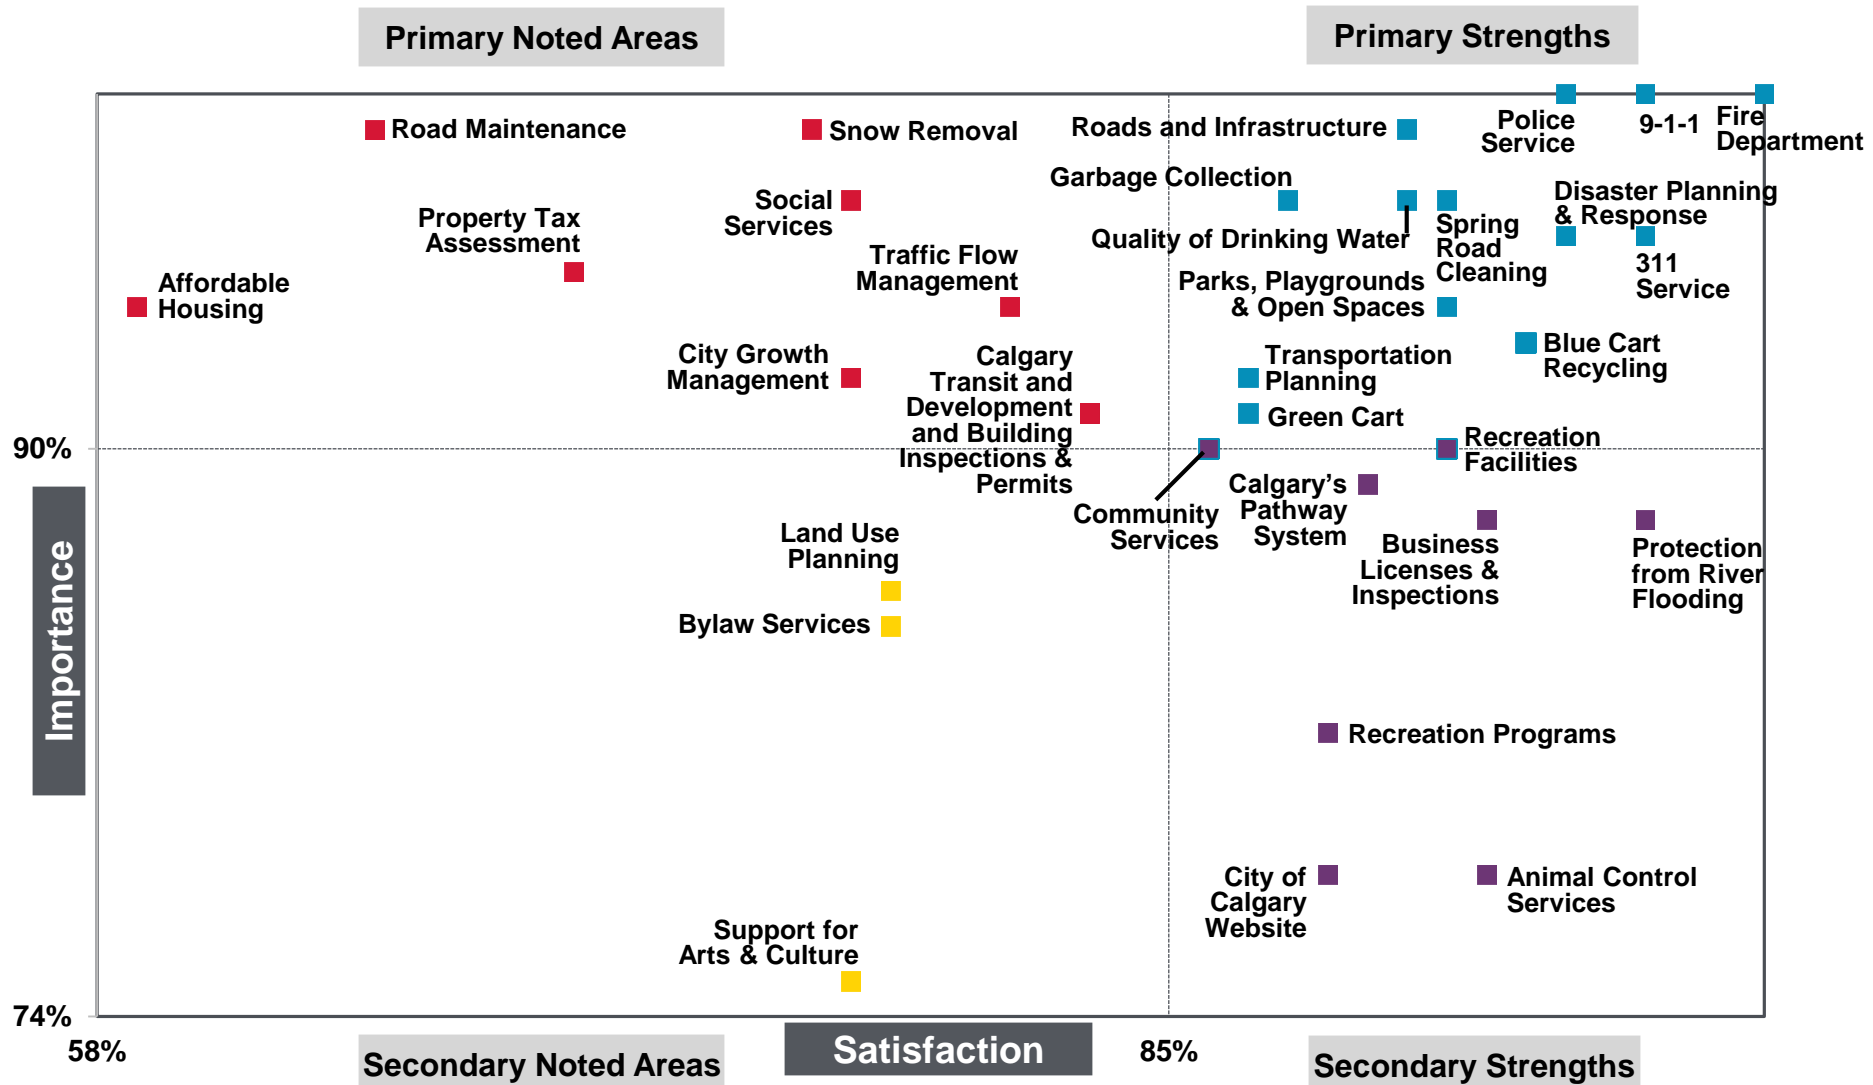 Primary Noted Areas
Primary Strengths
Road Maintenance
Snow Removal
Roads and Infrastructure
Police
Service
9-1-1
Fire
Department
Garbage Collection
Social
Services
Property Tax
Assessment
Disaster Planning
& Response
Quality of Drinking Water
Spring
Road
Cleaning
Traffic Flow
Management
311
Service
Affordable
Housing
Parks, Playgrounds
& Open Spaces
City Growth
Management
Calgary
Transit and
Development
and Building
Inspections &
Permits
Transportation
Planning
Blue Cart
Recycling
Green Cart
90%
Recreation
Facilities
Community
Services
Calgary’s
Pathway
System
Business
Licenses &
Inspections
Protection
from River
Flooding
Land Use
Planning
Bylaw Services
Importance
Recreation Programs
City of
Calgary
Website
Animal Control
Services
Support for
Arts & Culture
74%
58%
Satisfaction
85%
Secondary Noted Areas
Secondary Strengths